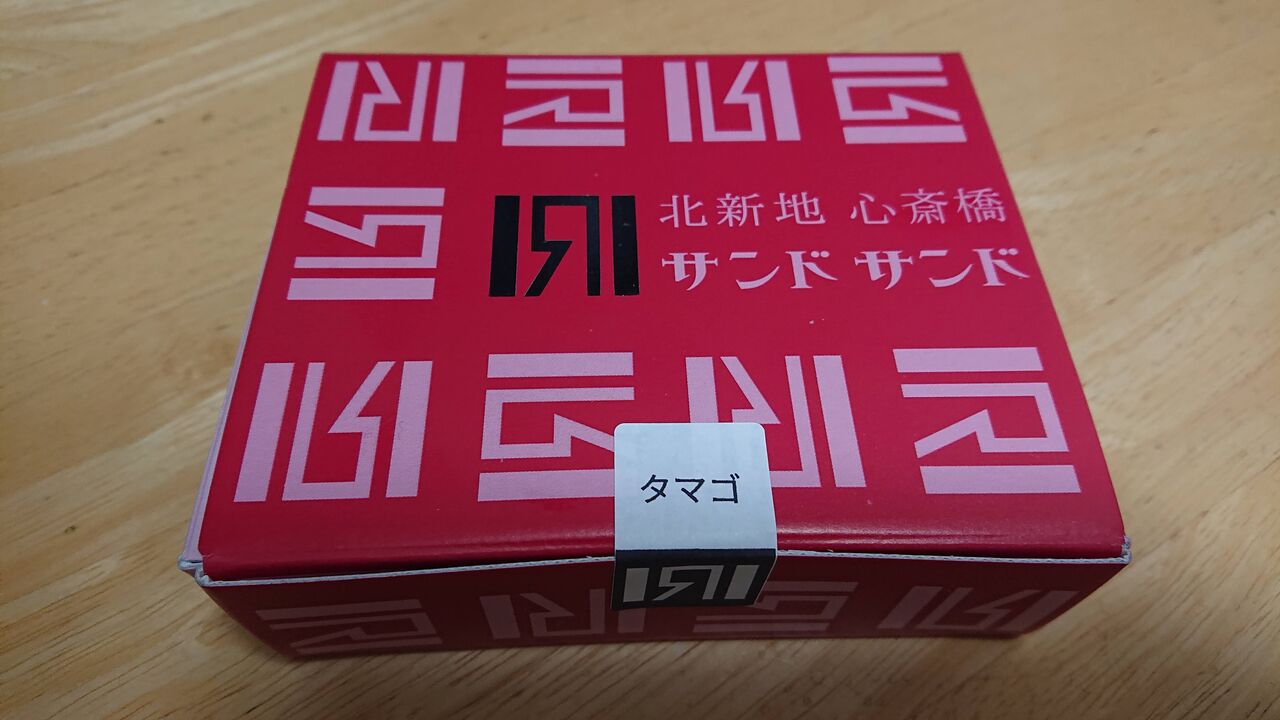 北新地 心斎橋
サンド サンド
タマゴ